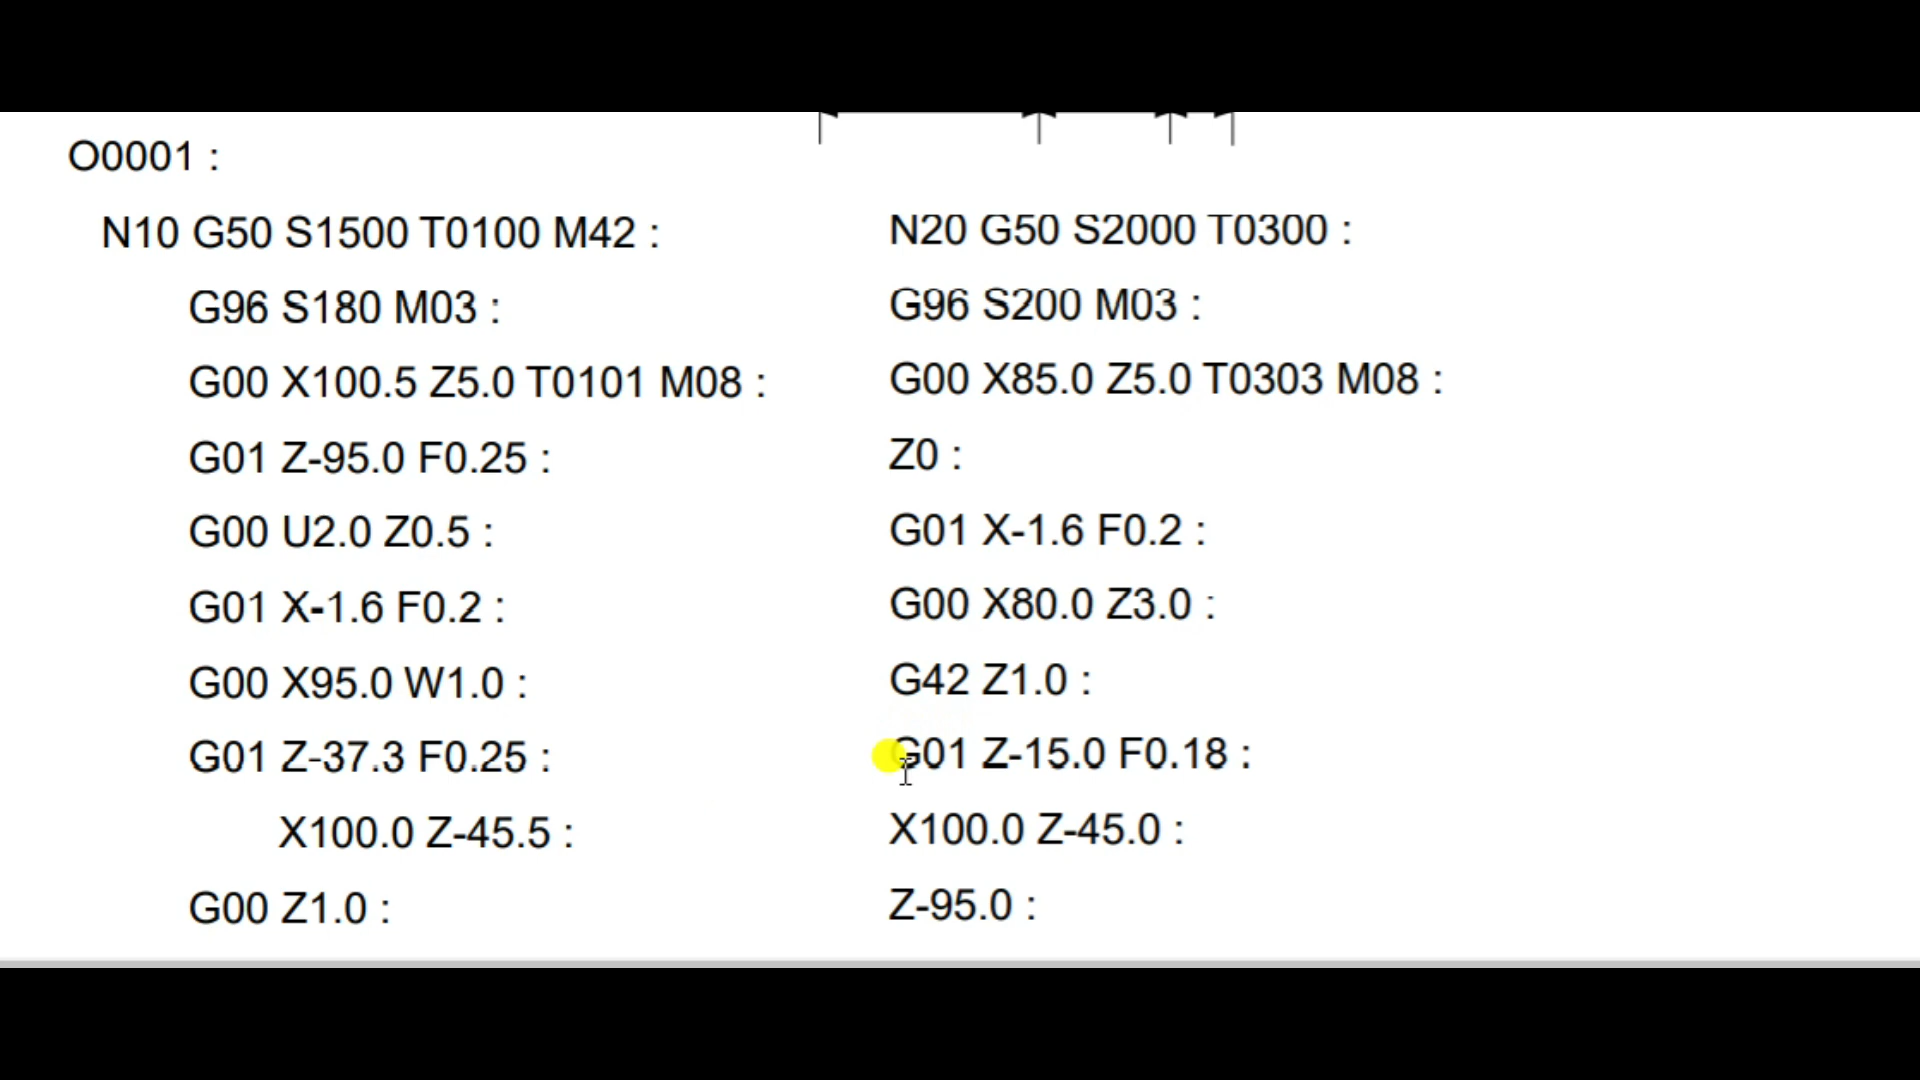 O0001 :
N10 G50 S1500 T0100 M42 :
G96 S180 M03 :
G00 X100.5 Z5.0 T0101 M08 :
G01 Z-95.0 F0.25 :
G00 U2.0 Z0.5 :
G01 X-1.6 F0.2 :
G00 X95.0 W1.0 :
G01 Z-37.3 F0.25 :
X100.0 Z-45.5 :
G00 Z1.0 :
N20 G50 S2000 T0300 :
G96 S200 M03 :
G00 X85.0 Z5.0 T0303 M08 :
Z0 :
G01 X-1.6 F0.2 :
G00 X80.0 Z3.0 :
G42 Z1.0 :
G01 Z-15.0 F0.18 :
X100.0 Z-45.0 :
Z-95.0 :